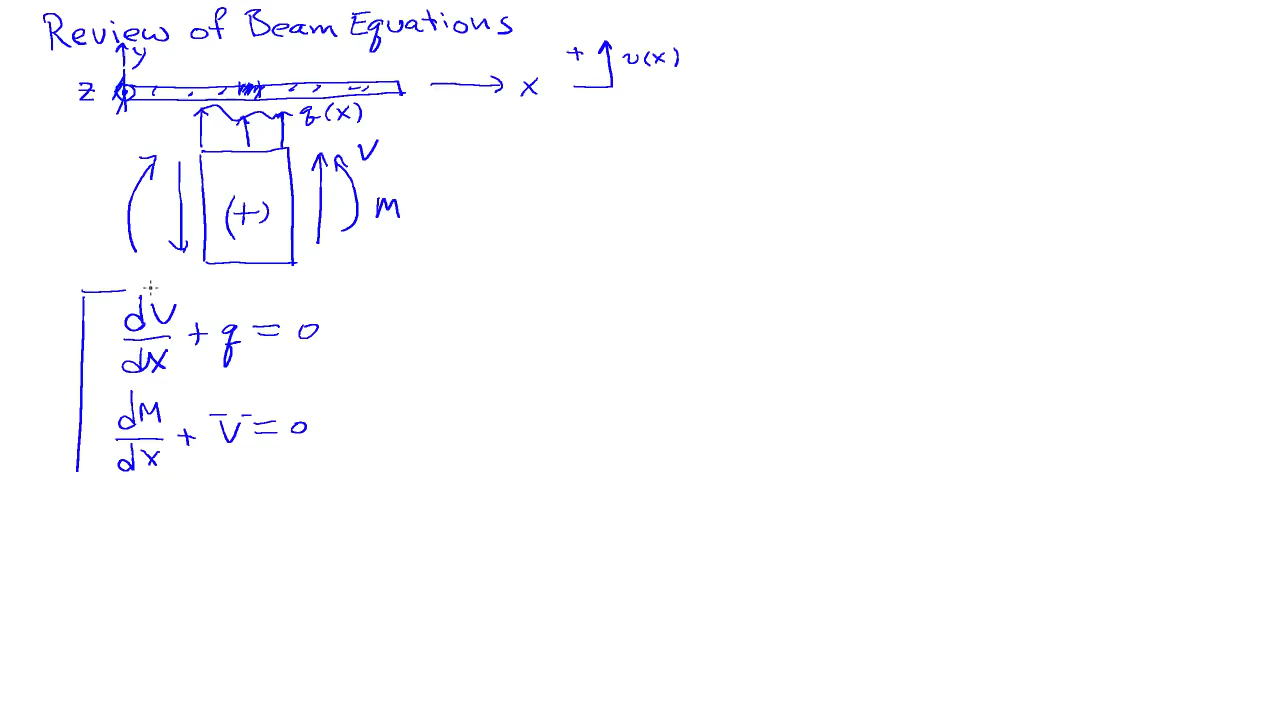 Review of Beam Equations
y
+ v(x)
z x
q(x)
V
(+) M
dV/dx + q = 0
dM/dx + V = 0